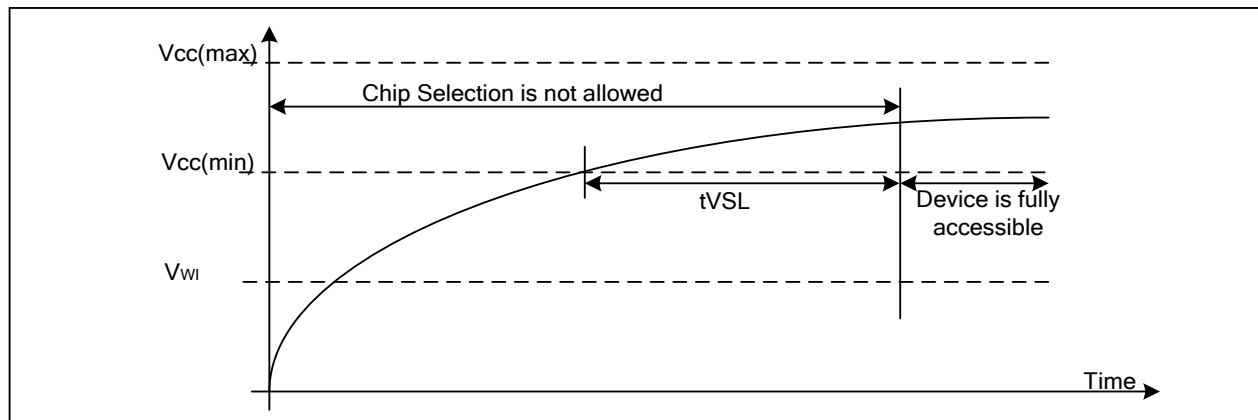 Vcc(max)
Chip Selection is not allowed
Vcc(min)
tVSL
Device is fully
accessible
VWI
Time